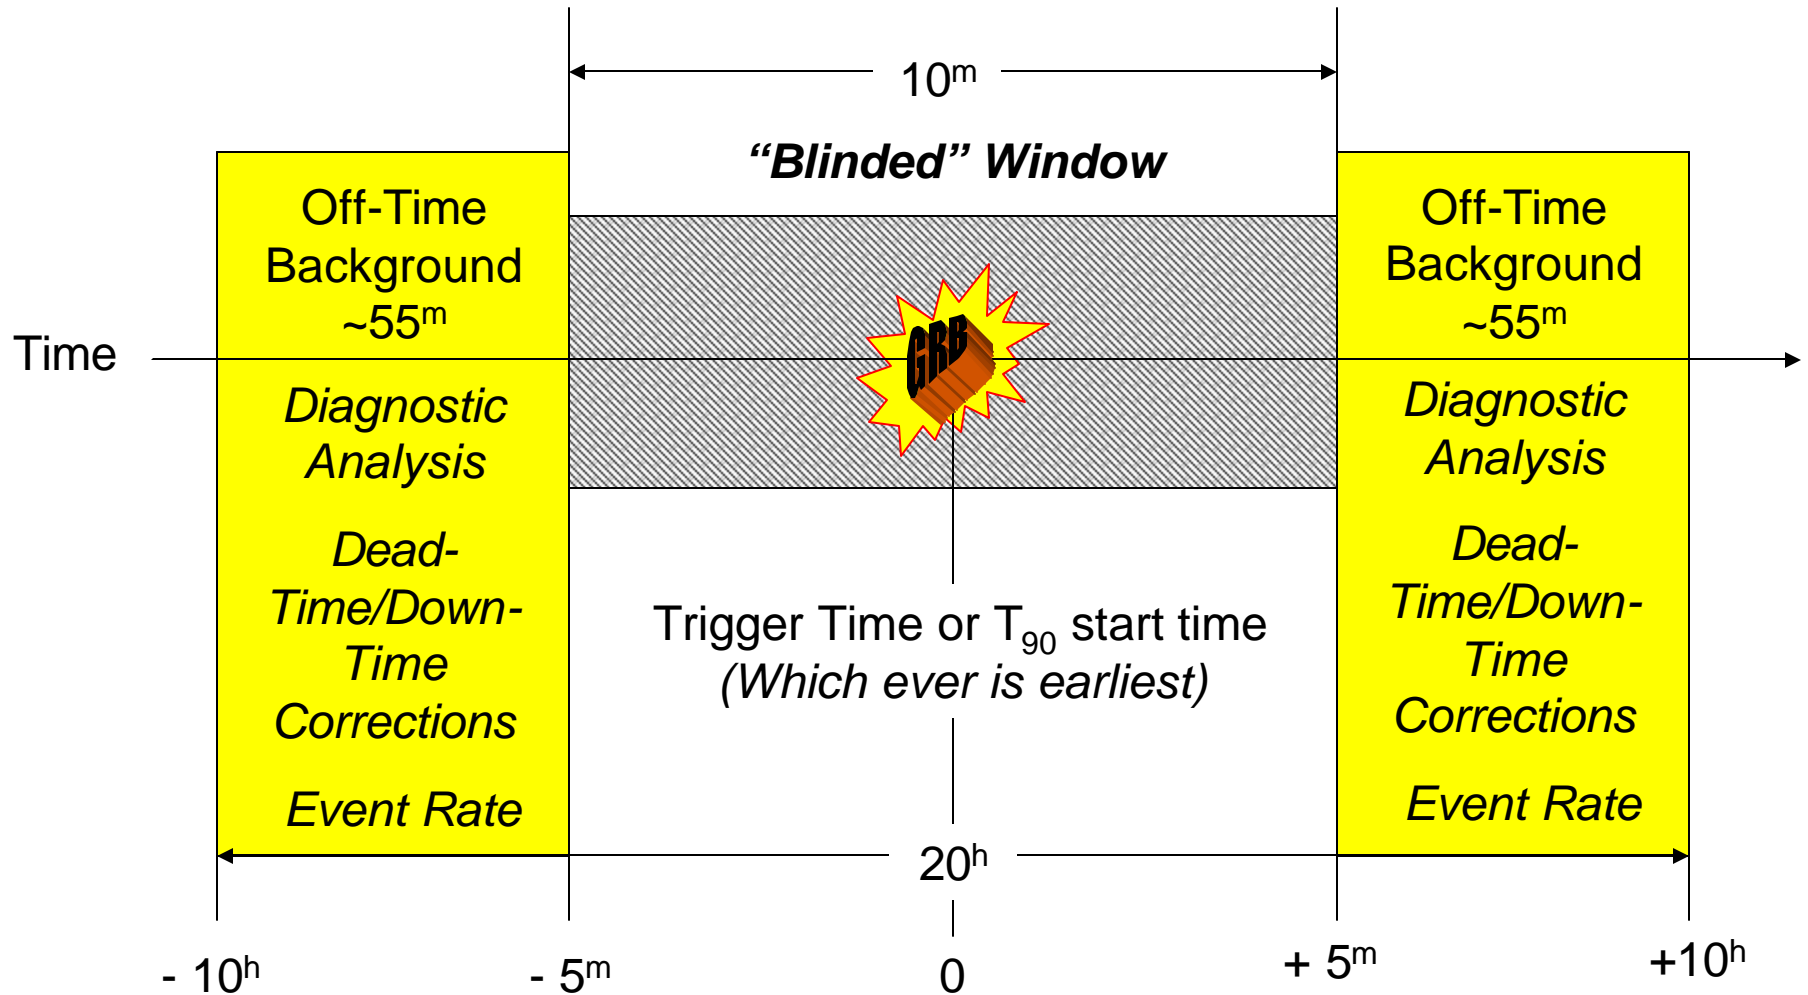 10m
“Blinded” Window
Off-Time
Background
~55m
Off-Time
Background
~55m
Time
GRB
Diagnostic
Analysis
Dead-
Time/Down-
Time
Corrections
Event Rate
Diagnostic
Analysis
Dead-
Time/Down-
Time
Corrections
Event Rate
Trigger Time or T90 start time
(Which ever is earliest)
20h
- 10h
- 5m
0
+ 5m
+10h